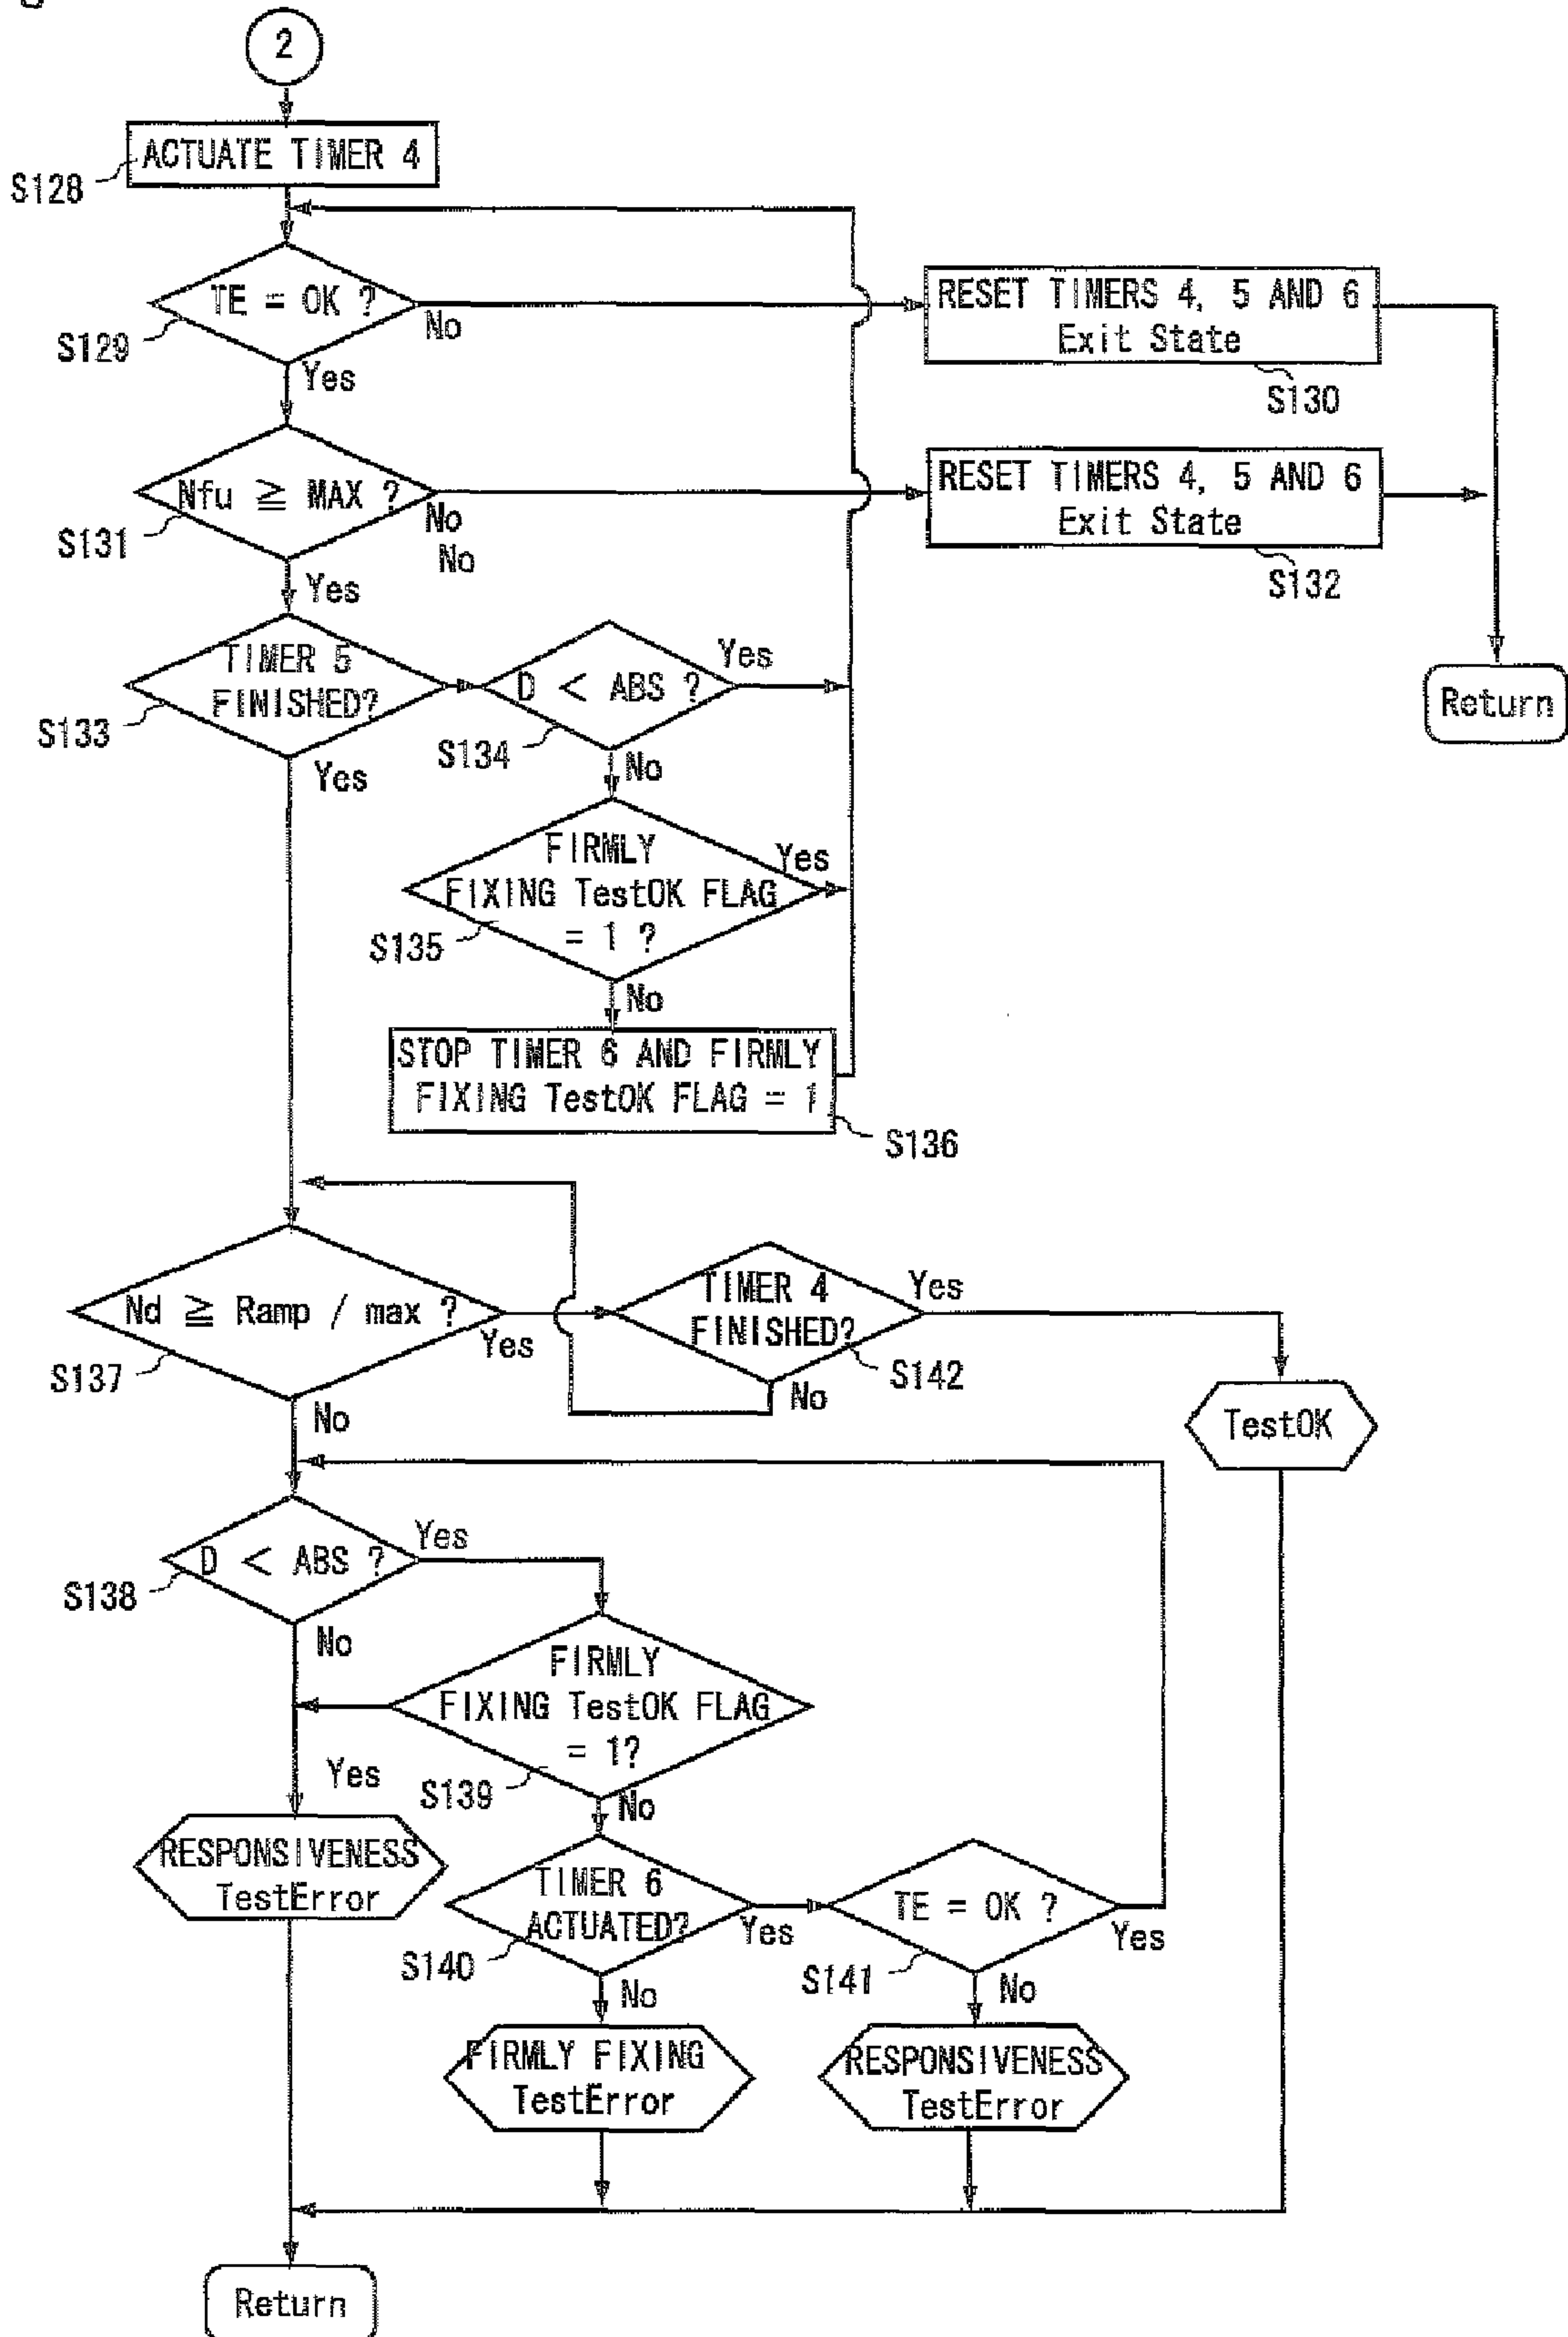 2
ACTUATE TIMER 4
S128
TE = OK ?
No
S129
Yes
RESET TIMERS 4, 5 AND 6
Exit State
S130
Nfu ≧ MAX ?
No
S131
No
Yes
RESET TIMERS 4, 5 AND 6
Exit State
S132
TIMER 5
FINISHED?
S133
Yes
D < ABS ?
Yes
S134
No
Return
FIRMLY
FIXING TestOK FLAG
= 1 ?
Yes
S135
No
STOP TIMER 6 AND FIRMLY
FIXING TestOK FLAG = 1
S136
Nd ≧ Ramp / max ?
Yes
S137
No
TIMER 4
FINISHED?
Yes
S142
No
TestOK
D < ABS ?
Yes
S138
No
FIRMLY
FIXING TestOK FLAG
= 1?
Yes
S139
No
RESPONSIVENESS
TestError
TIMER 6
ACTUATED?
Yes
S140
No
TE = OK ?
Yes
S141
No
FIRMLY FIXING
TestError
RESPONSIVENESS
TestError
Return